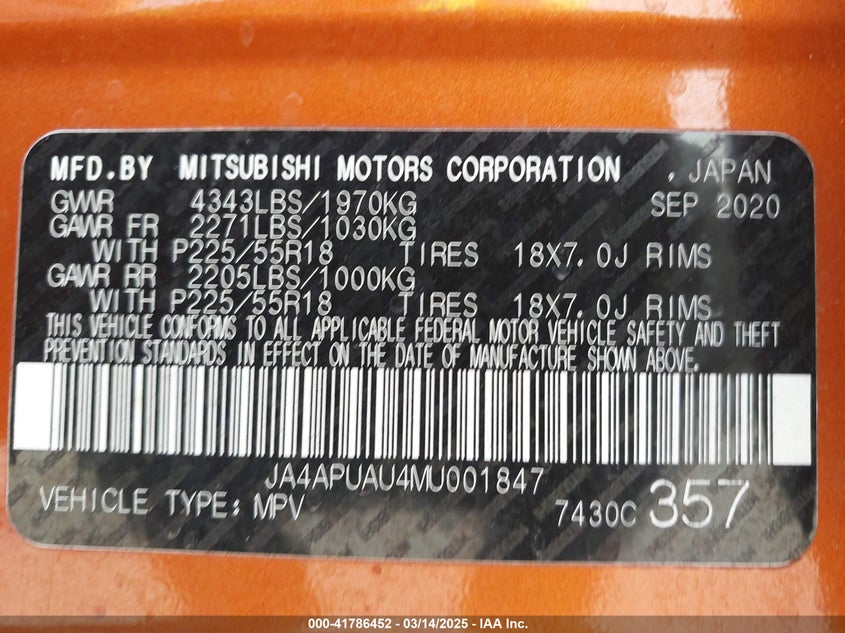 MFD.BY MITSUBISHI MOTORS CORPORATION , JAPAN
GVWR 4343LBS/1970KG SEP 2020
GAWR FR 2271LBS/1030KG
WITH P225/55R18 TIRES 18X7.0J RIMS
GAWR RR 2205LBS/1000KG
WITH P225/55R18 TIRES 18X7.0J RIMS
THIS VEHICLE CONFORMS TO ALL APPLICABLE FEDERAL MOTOR VEHICLE SAFETY AND THEFT
PREVENTION STANDARDS IN EFFECT ON THE DATE OF MANUFACTURE SHOWN ABOVE.
JA4APUAU4MU001847
VEHICLE TYPE: MPV 7430C 357
000-41786452 - 03/14/2025 - IAA Inc.